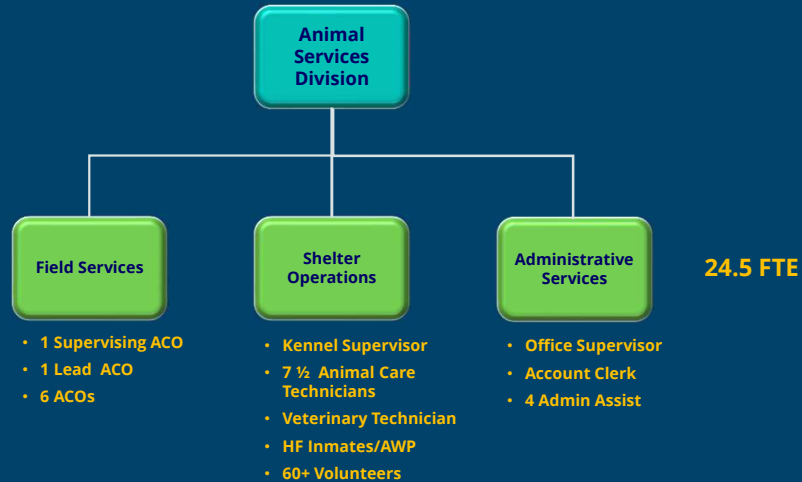 Animal
Services
Division
Field Services
Shelter
Operations
Administrative
Services
24.5 FTE
• 1 Supervising ACO
• 1 Lead ACO
• 6 ACOs
• Kennel Supervisor
• 7 ½ Animal Care
Technicians
• Veterinary Technician
• HF Inmates/AWP
• 60+ Volunteers
• Office Supervisor
• Account Clerk
• 4 Admin Assist